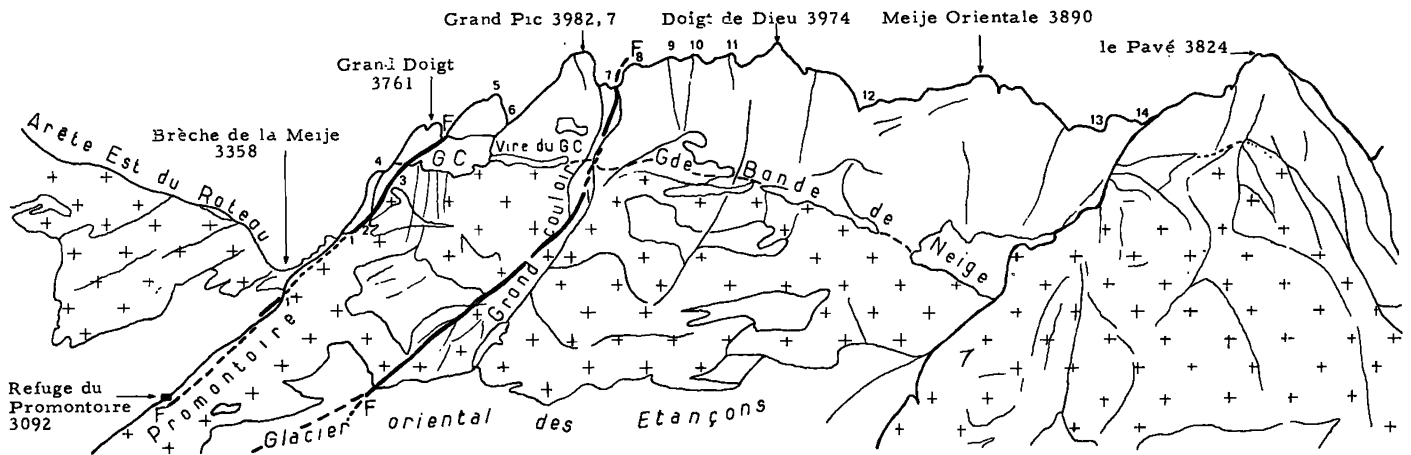 Grand Pic 3982,7
Doigt de Dieu 3974
Meije Orientale 3890
le Pavé 3824
Grand Doigt
3761
Brèche de la Meije
3358
Arête Est du Rateau
F
8
9
10
11
7
5
6
F
12
13
14
4
GC
Vire du GC
3
Gde Bande de Neige
1
2
Grand Couloir
Promontoire
Refuge du
Promontoire
3092
F
F
Glacier oriental des Etançons